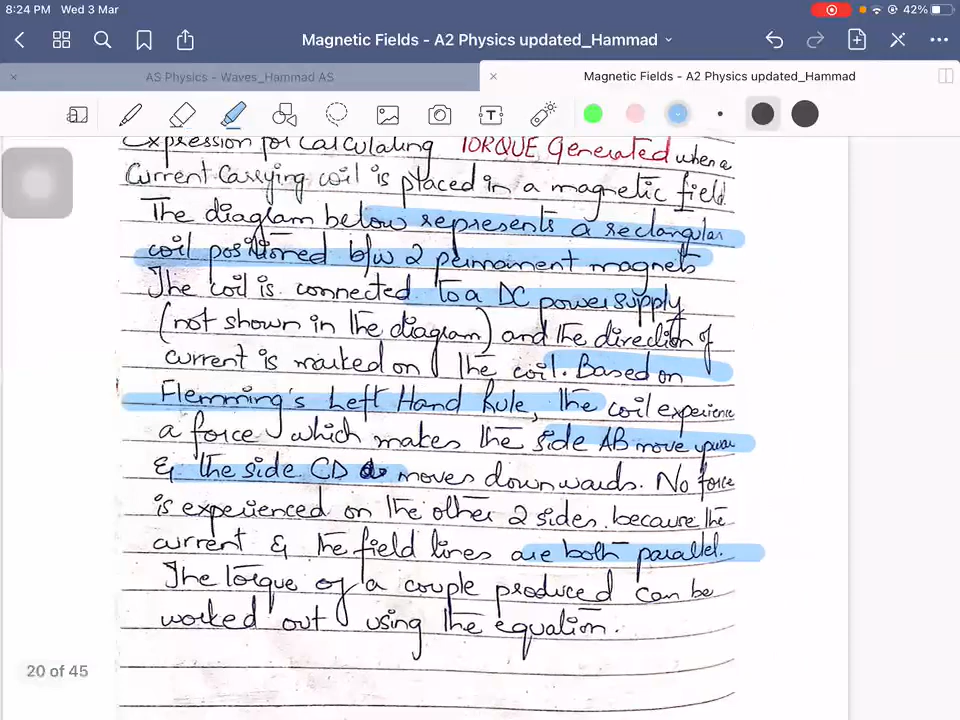 8:24 PM Wed 3 Mar
42%
Magnetic Fields - A2 Physics updated_Hammad
AS Physics - Waves_Hammad AS
Magnetic Fields - A2 Physics updated_Hammad
Expression for Calculating TORQUE Generated when a
Current Carrying coil is placed in a magnetic field.
The diagram below represents a rectangular
coil positioned b/w 2 permanent magnets
The coil is connected to a DC power supply
(not shown in the diagram) and the direction of
current is marked on the coil. Based on
Flemming's Left Hand Rule, the coil experience
a force which makes the side AB move upwar
& the side CD moves downwards. No force
is experienced on the other 2 sides because the
current & the field lines are both parallel.
The torque of a couple produced can be
worked out using the equation.
20 of 45